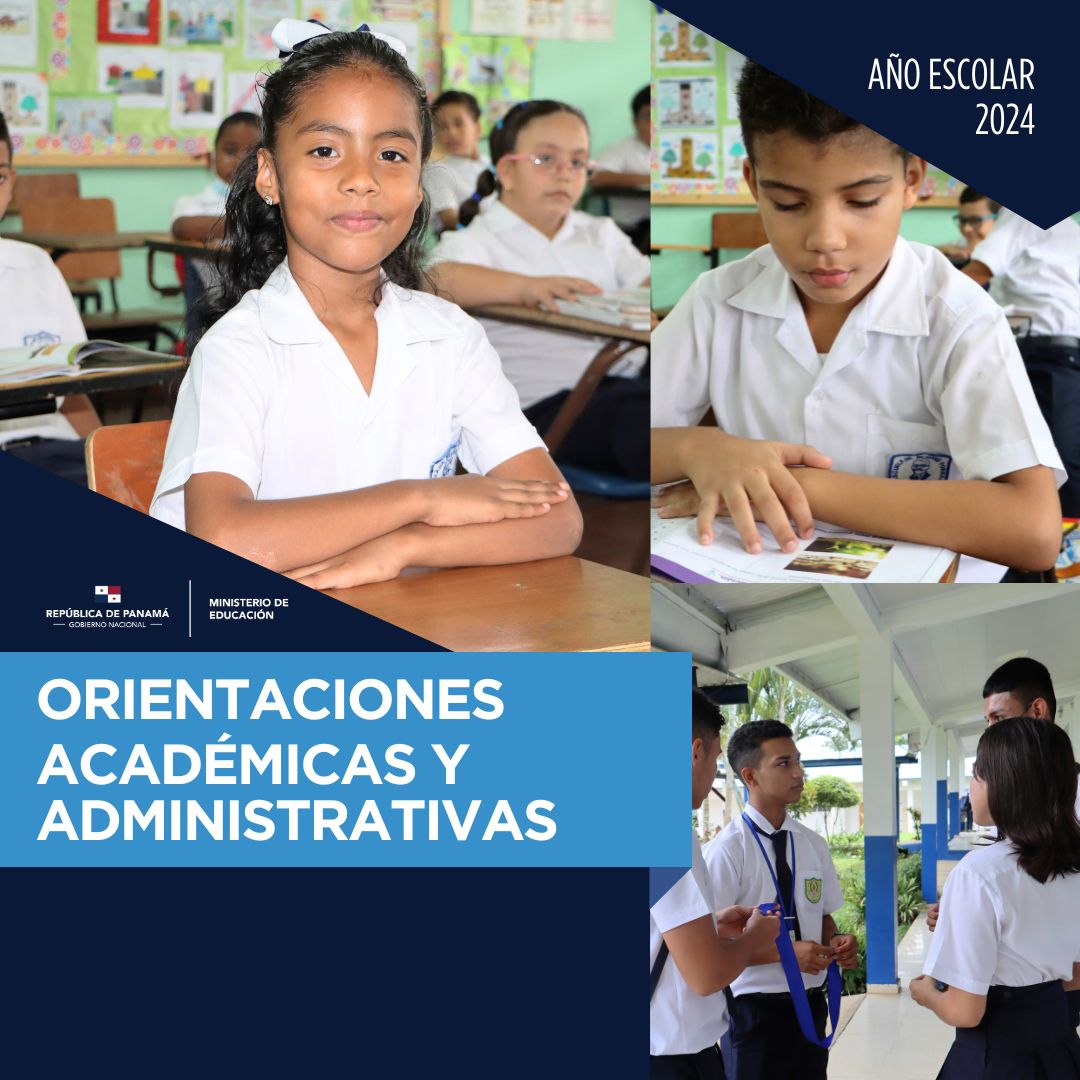 AÑO ESCOLAR
2024
REPÚBLICA DE PANAMÁ
GOBIERNO NACIONAL
MINISTERIO DE
EDUCACIÓN
ORIENTACIONES
ACADÉMICAS Y
ADMINISTRATIVAS